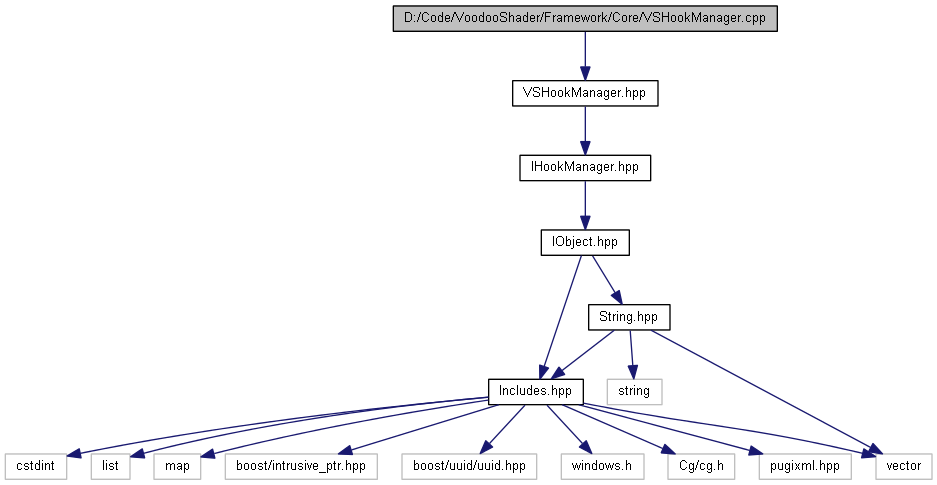 D:/Code/VoodooShader/Framework/Core/VSHookManager.cpp
VSHookManager.hpp
IHookManager.hpp
IObject.hpp
String.hpp
Includes.hpp
string
cstdint
list
map
boost/intrusive_ptr.hpp
boost/uuid/uuid.hpp
windows.h
Cg/cg.h
pugixml.hpp
vector